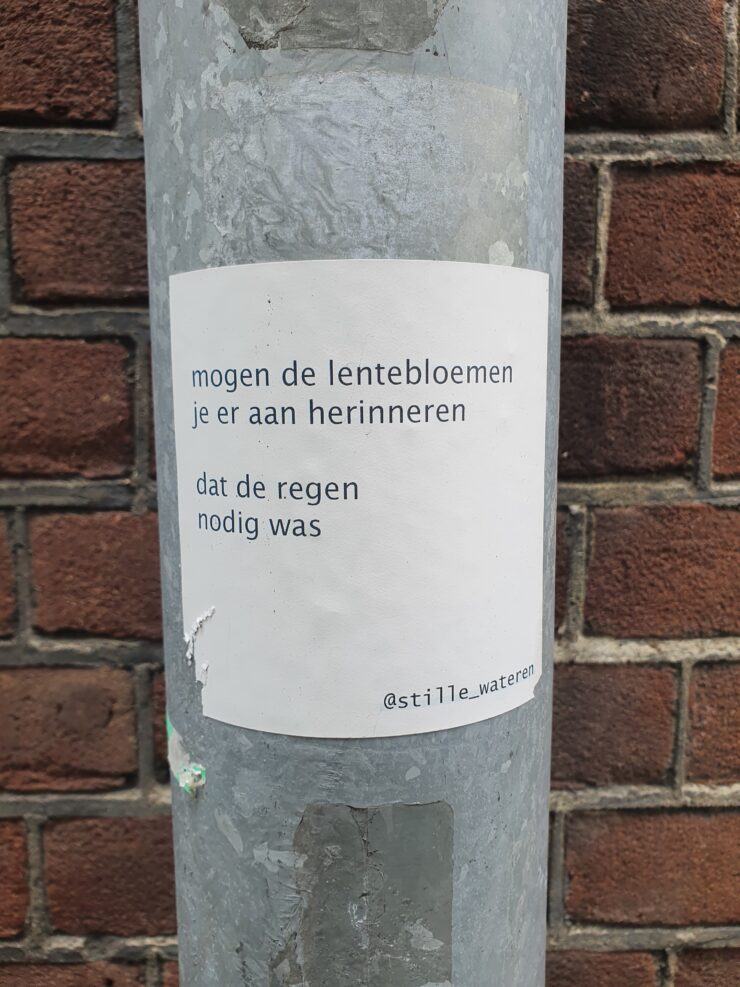 mogen de lentebloemen
je er aan herinneren
dat de regen
nodig was
@stille_wateren